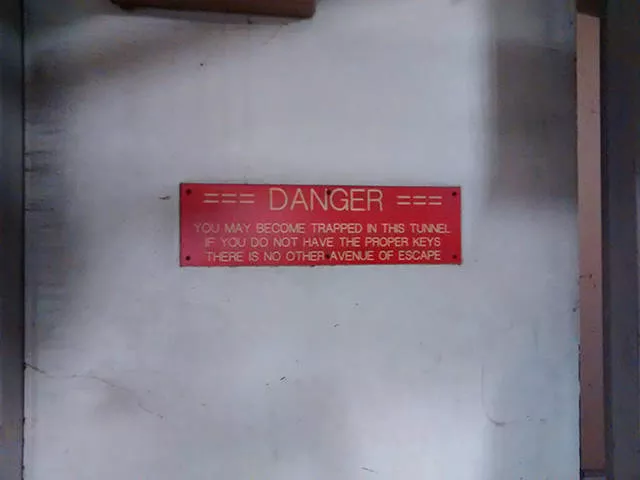 === DANGER ===
YOU MAY BECOME TRAPPED IN THIS TUNNEL
IF YOU DO NOT HAVE THE PROPER KEYS
THERE IS NO OTHER AVENUE OF ESCAPE